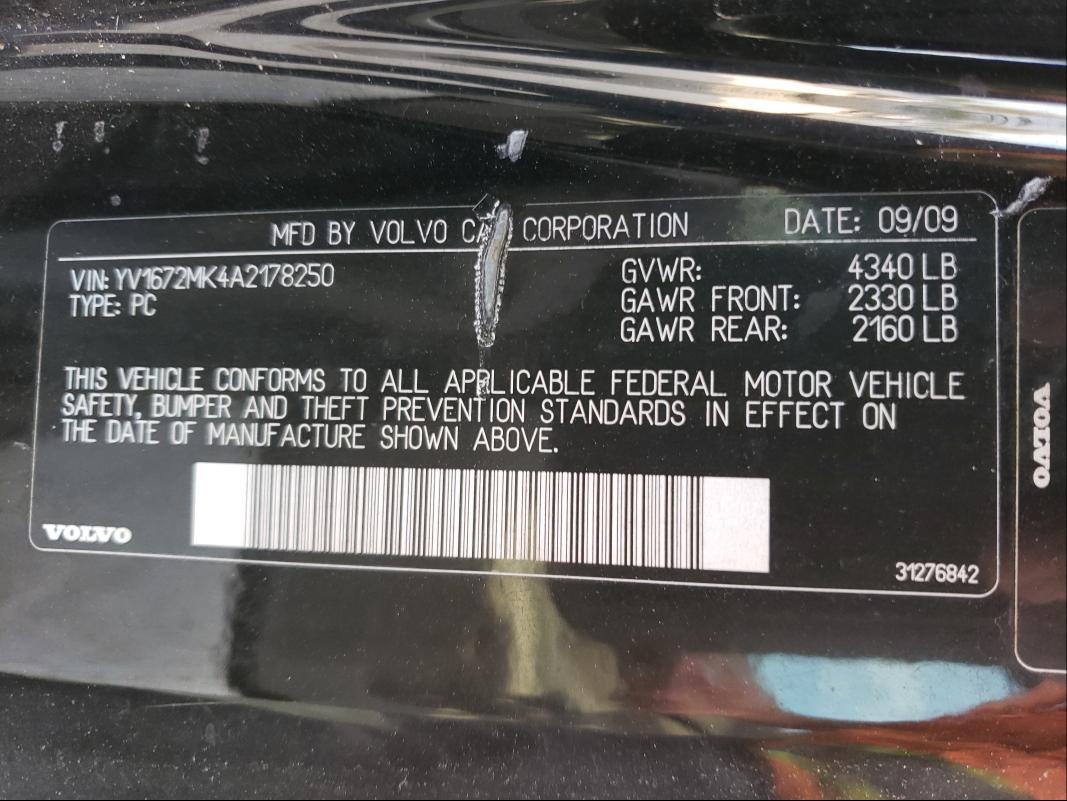 MFD BY VOLVO CA CORPORATION DATE: 09/09
VIN: YV1672MK4A2178250
TYPE: PC
GVWR: 4340 LB
GAWR FRONT: 2330 LB
GAWR REAR: 2160 LB
THIS VEHICLE CONFORMS TO ALL APPLICABLE FEDERAL MOTOR VEHICLE
SAFETY, BUMPER AND THEFT PREVENTION STANDARDS IN EFFECT ON
THE DATE OF MANUFACTURE SHOWN ABOVE.
VOLVO
31276842
VOLVO